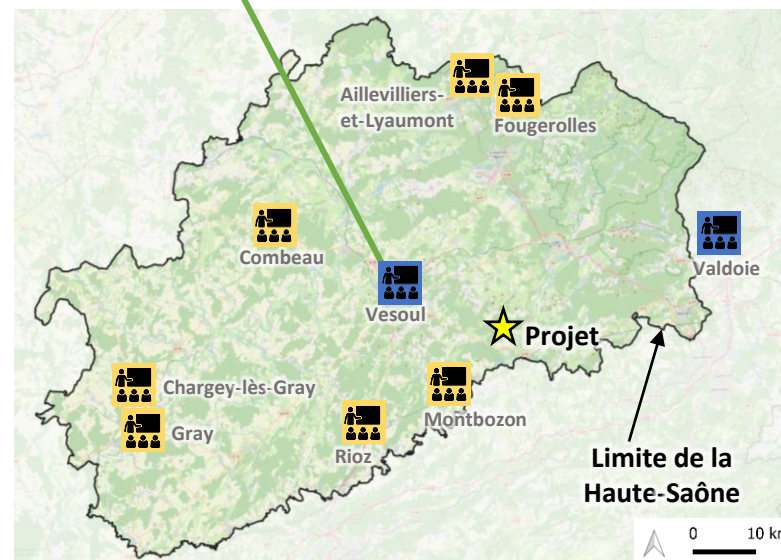 Aillevilliers-
et-Lyaumont
Fougerolles
Combeau
Valdoie
Vesoul
Projet
Chargey-lès-Gray
Montbozon
Gray
Rioz
Limite de la
Haute-Saône
0 10 km